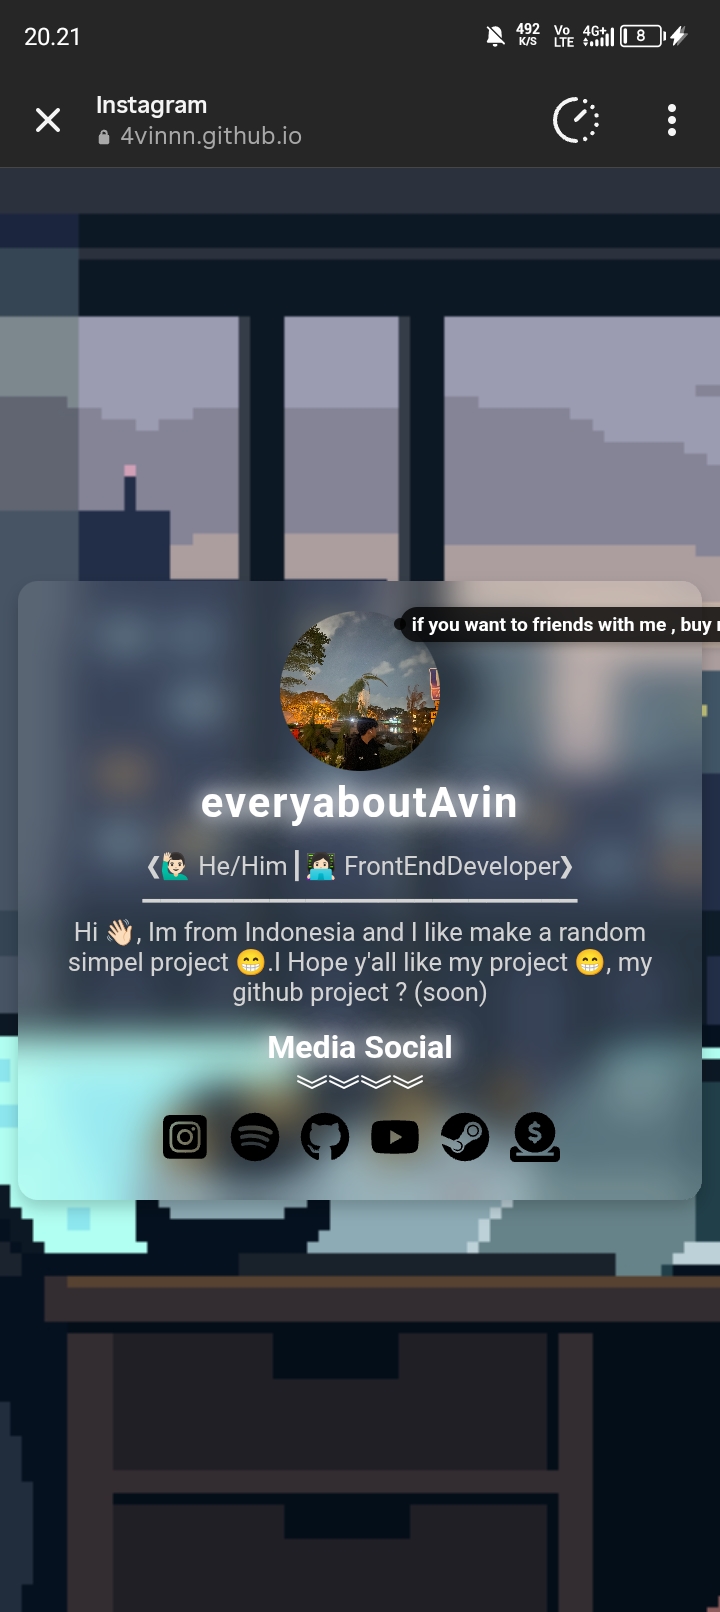 20.21
492
K/S
Vo
LTE
4G+
8
Instagram
4vinnn.github.io
if you want to friends with me , buy
everyaboutAvin
❰🙋🏻‍♂️ He/Him┃👩🏻‍💻 FrontEndDeveloper❱
Hi 👋🏻, Im from Indonesia and I like make a random
simpel project 😁.I Hope y'all like my project 😁, my
github project ? (soon)
Media Social